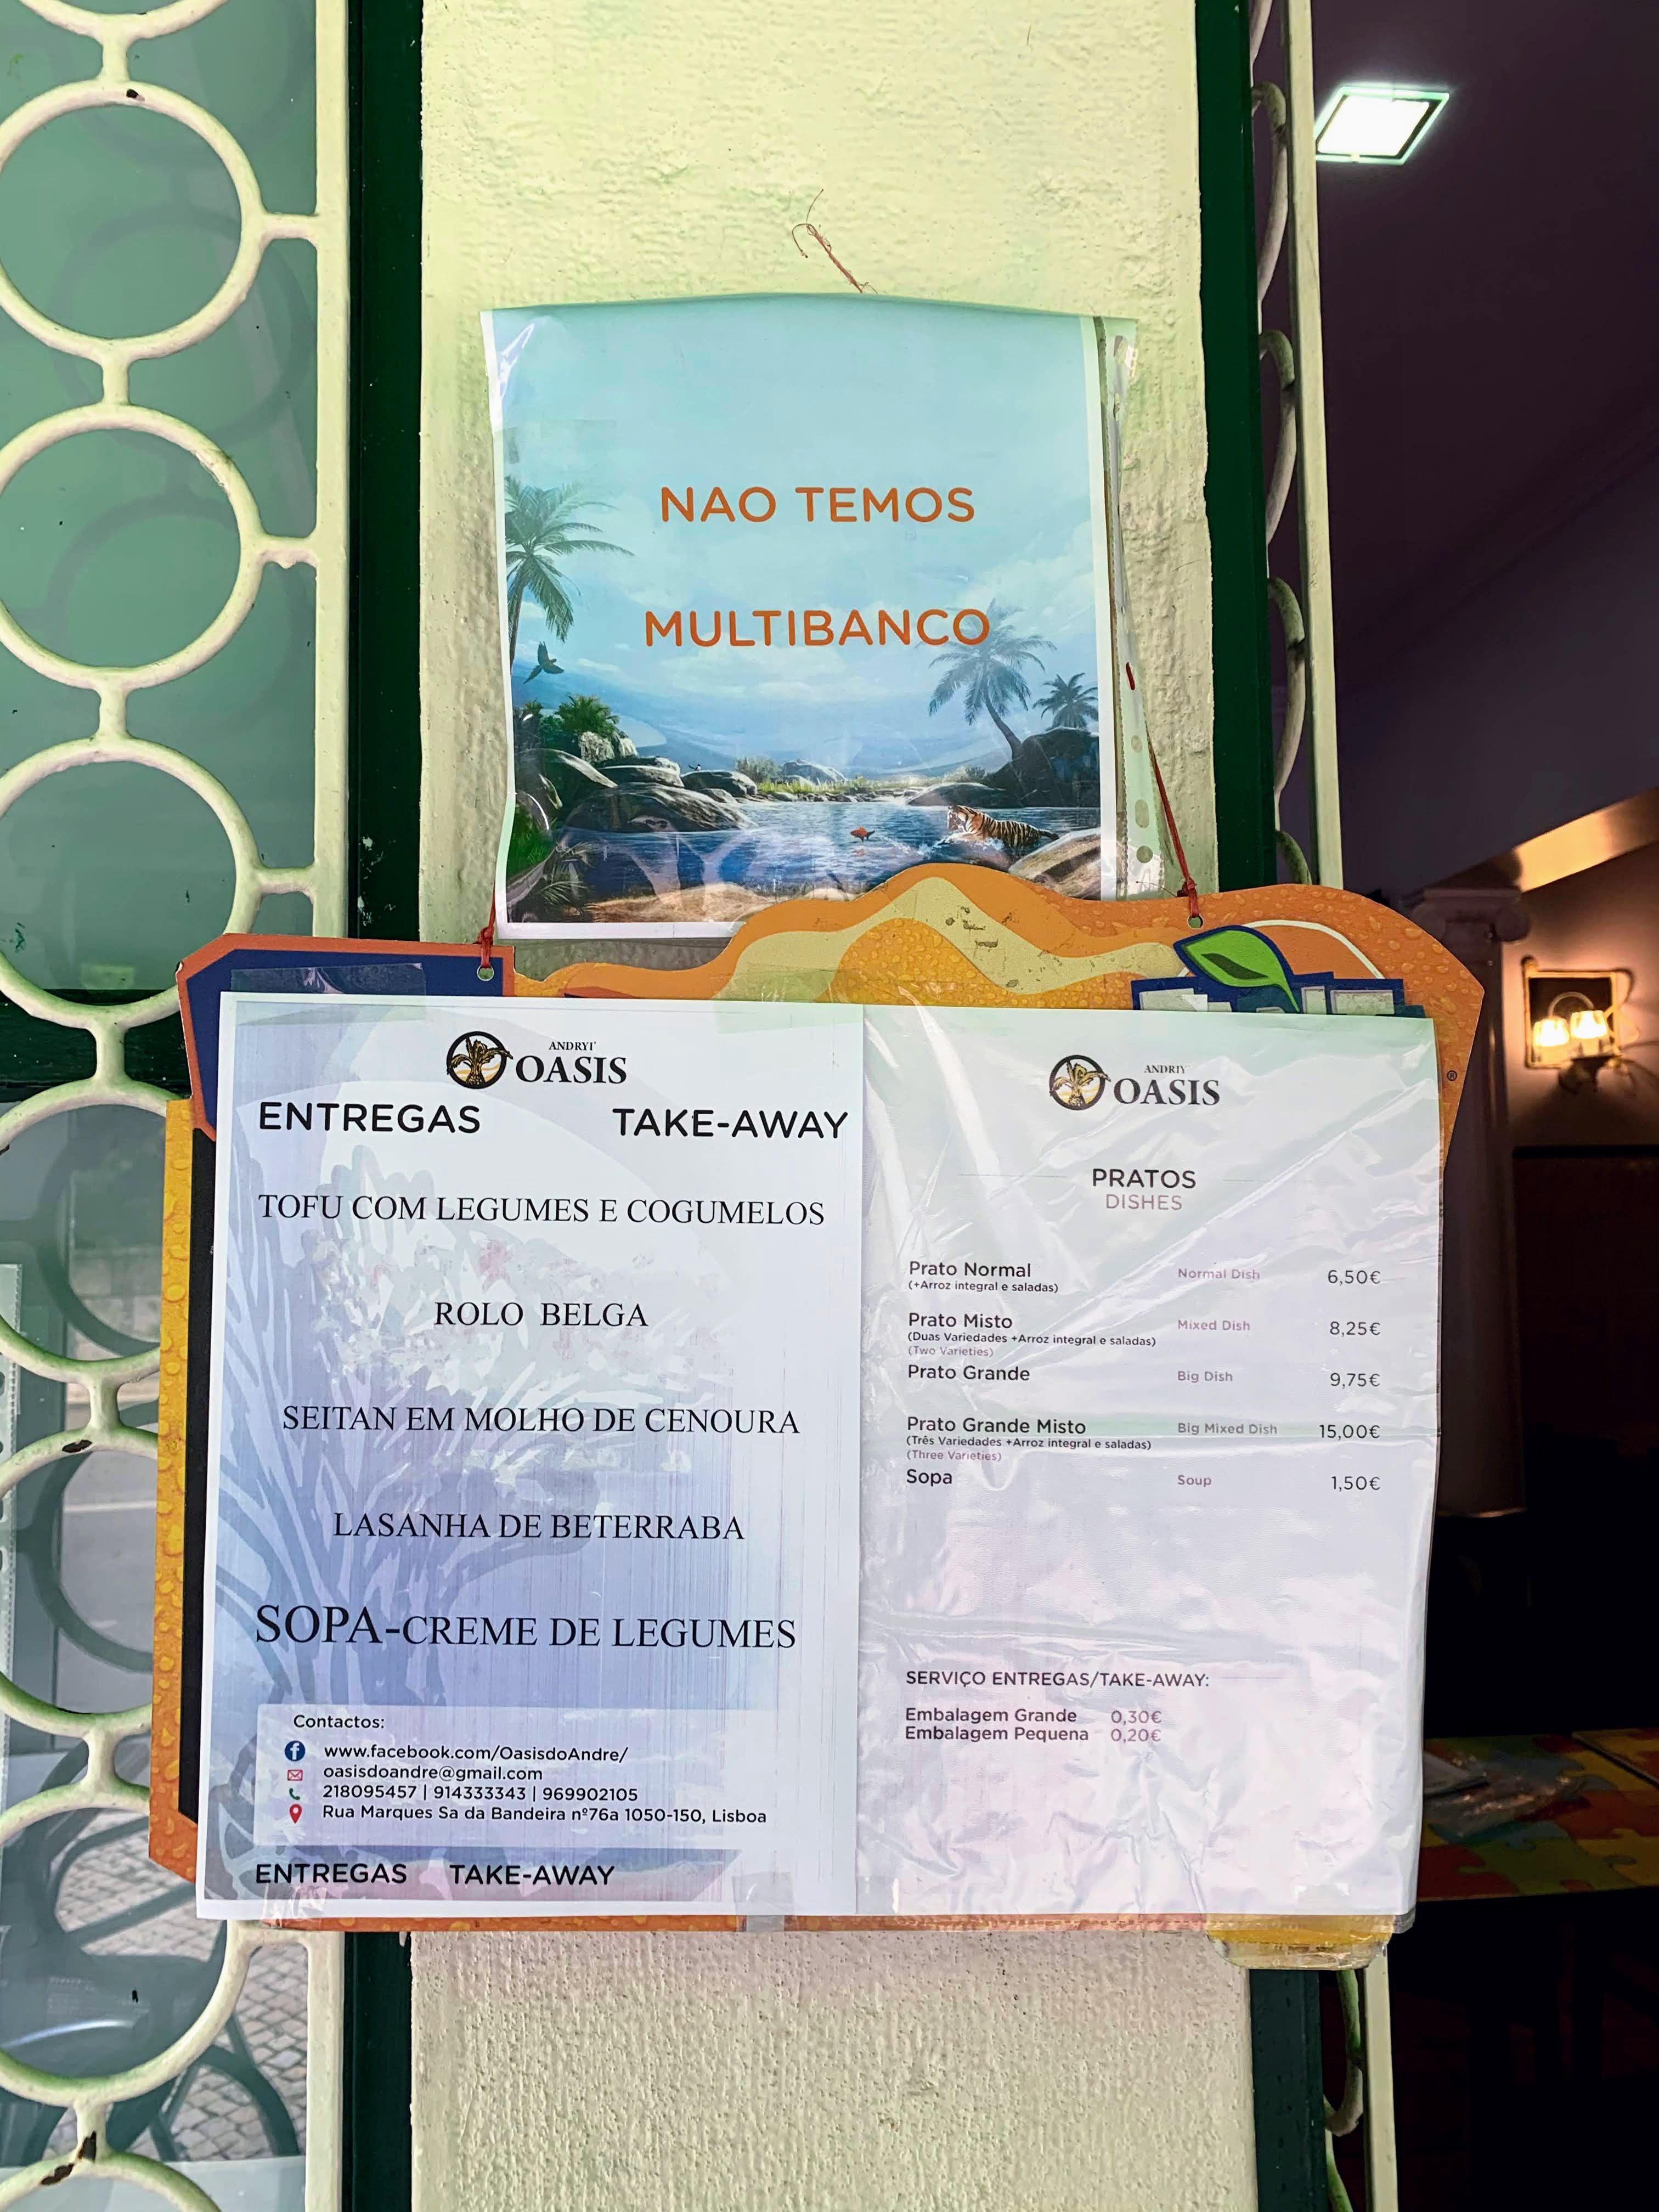 NAO TEMOS
MULTIBANCO
ANDRYI'
OASIS
ENTREGAS TAKE-AWAY
TOFU COM LEGUMES E COGUMELOS
ROLO BELGA
SEITAN EM MOLHO DE CENOURA
LASANHA DE BETERRABA
SOPA-CREME DE LEGUMES
Contactos:
www.facebook.com/OasisdoAndre/
oasisdoandre@gmail.com
218095457 | 914333343 | 969902105
Rua Marques Sa da Bandeira nº76a 1050-150, Lisboa
ENTREGAS TAKE-AWAY
ANDRIY
OASIS
PRATOS
DISHES
Prato Normal Normal Dish 6,50€
(+Arroz integral e saladas)
Prato Misto Mixed Dish 8,25€
(Duas Variedades +Arroz integral e saladas)
(Two Varieties)
Prato Grande Big Dish 9,75€
Prato Grande Misto Big Mixed Dish 15,00€
(Três Variedades +Arroz integral e saladas)
(Three Varieties)
Sopa Soup 1,50€
SERVIÇO ENTREGAS/TAKE-AWAY:
Embalagem Grande 0,30€
Embalagem Pequena 0,20€